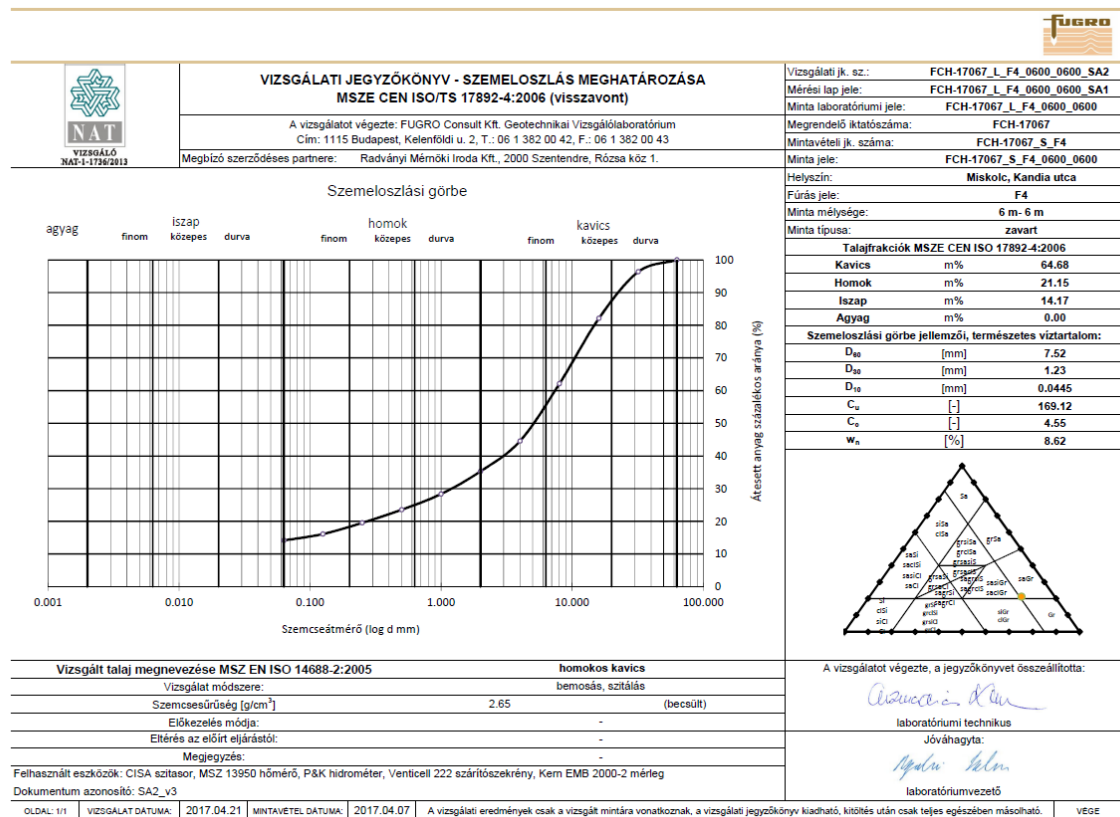 FUGRO
NAT
VIZSGÁLÓ
NAT-1-1736/2013
VIZSGÁLATI JEGYZŐKÖNYV - SZEMELOSZLÁS MEGHATÁROZÁSA
MSZE CEN ISO/TS 17892-4:2006 (visszavont)
A vizsgálatot végezte: FUGRO Consult Kft. Geotechnikai Vizsgálólaboratórium
Cím: 1115 Budapest, Kelenföldi u. 2, T.: 06 1 382 00 42, F.: 06 1 382 00 43
Megbízó szerződéses partnere: Radványi Mérnöki Iroda Kft., 2000 Szentendre, Rózsa köz 1.
Vizsgálati jk. sz.: FCH-17067_L_F4_0600_0600_SA2
Mérési lap jele: FCH-17067_L_F4_0600_0600_SA1
Minta laboratóriumi jele: FCH-17067_L_F4_0600_0600
Megrendelő iktatószáma: FCH-17067
Mintavételi jk. száma: FCH-17067_S_F4
Minta jele: FCH-17067_S_F4_0600_0600
Helyszín: Miskolc, Kandia utca
Fúrás jele: F4
Minta mélysége: 6 m- 6 m
Minta típusa: zavart
Talajfrakciók MSZE CEN ISO 17892-4:2006
Kavics m% 64.68
Homok m% 21.15
Iszap m% 14.17
Agyag m% 0.00
Szemeloszlási görbe jellemzői, természetes víztartalom:
D60 [mm] 7.52
D30 [mm] 1.23
D10 [mm] 0.0445
Cu [-] 169.12
Cc [-] 4.55
wn [%] 8.62
Szemeloszlási görbe
agyag iszap homok kavics
finom közepes durva finom közepes durva finom közepes durva
100
90
80
70
60
50
40
30
20
10
0
Átesett anyag százalékos aránya (%)
0.001 0.010 0.100 1.000 10.000 100.000
Szemcseátmérő (log d mm)
Sa
siSa
clSa
grsiSa
grclSa
grSa
saSi
saclSi
sasiCl
saCl
sasiGr
saclGr
saGr
Si
clSi
siCl
siGr
clGr
Gr
Vizsgált talaj megnevezése MSZ EN ISO 14688-2:2005 homokos kavics
Vizsgálat módszere: bemosás, szitálás
Szemcsesűrűség [g/cm3] 2.65 (becsült)
Előkezelés módja: -
Eltérés az előírt eljárástól: -
Megjegyzés: -
Felhasznált eszközök: CISA szitasor, MSZ 13950 hőmérő, P&K hidrométer, Venticell 222 szárítószekrény, Kern EMB 2000-2 mérleg
Dokumentum azonosító: SA2_v3
A vizsgálatot végezte, a jegyzőkönyvet összeállította:
laboratóriumi technikus
Jóváhagyta:
laboratóriumvezető
OLDAL: 1/1 VIZSGÁLAT DÁTUMA: 2017.04.21 MINTAVÉTEL DÁTUMA: 2017.04.07 A vizsgálati eredmények csak a vizsgált mintára vonatkoznak, a vizsgálati jegyzőkönyv kiadható, kitöltés után csak teljes egészében másolható. VÉGE